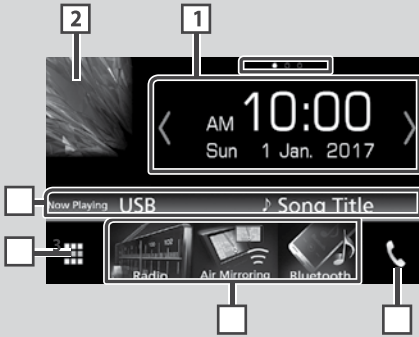 2
1
AM 10:00
Sun 1 Jan. 2017
Now Playing USB ♪ Song Title
3
Radio Air Mirroring Bluetooth